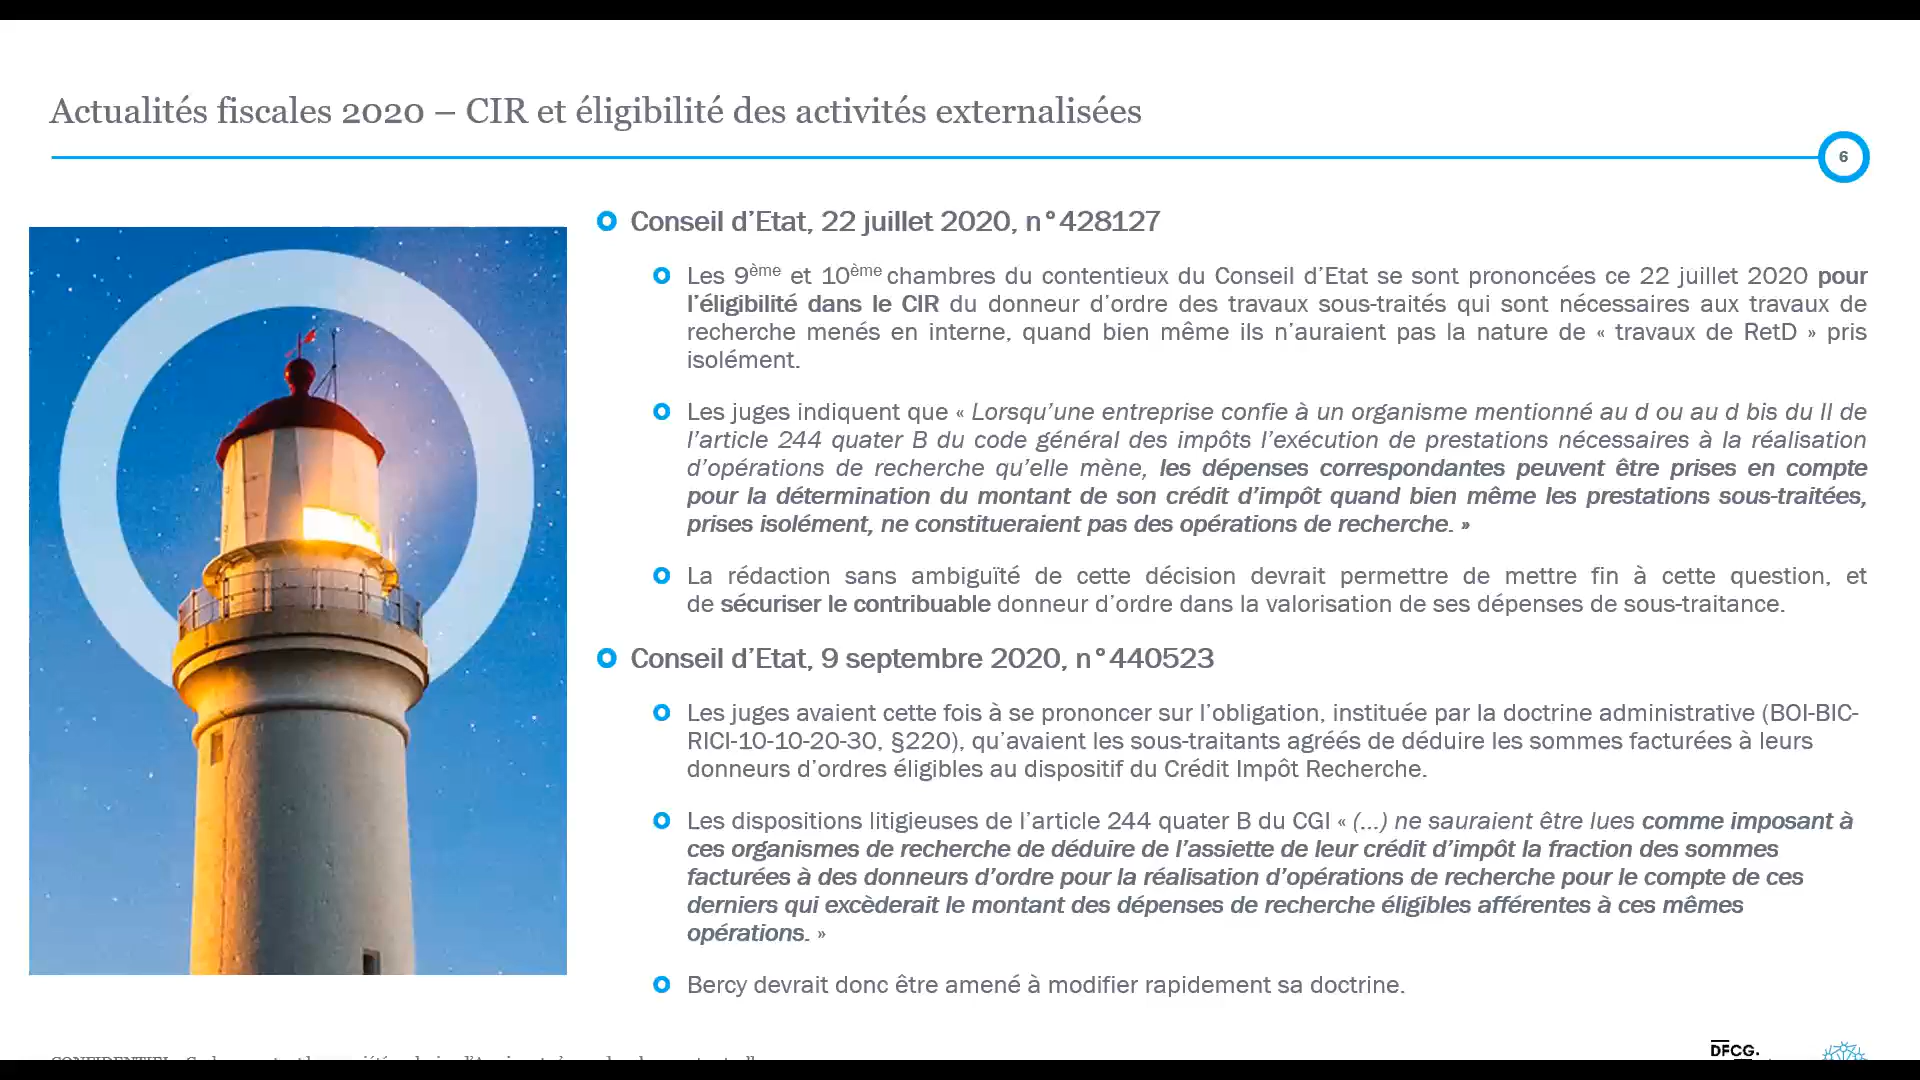 Actualités fiscales 2020 – CIR et éligibilité des activités externalisées
6
Conseil d’Etat, 22 juillet 2020, n°428127
Les 9ème et 10ème chambres du contentieux du Conseil d’Etat se sont prononcées ce 22 juillet 2020 pour
l’éligibilité dans le CIR du donneur d’ordre des travaux sous-traités qui sont nécessaires aux travaux de
recherche menés en interne, quand bien même ils n’auraient pas la nature de « travaux de RetD » pris
isolément.
Les juges indiquent que « Lorsqu’une entreprise confie à un organisme mentionné au d ou au d bis du II de
l’article 244 quater B du code général des impôts l’exécution de prestations nécessaires à la réalisation
d’opérations de recherche qu’elle mène, les dépenses correspondantes peuvent être prises en compte
pour la détermination du montant de son crédit d’impôt quand bien même les prestations sous-traitées,
prises isolément, ne constitueraient pas des opérations de recherche. »
La rédaction sans ambiguïté de cette décision devrait permettre de mettre fin à cette question, et
de sécuriser le contribuable donneur d’ordre dans la valorisation de ses dépenses de sous-traitance.
Conseil d’Etat, 9 septembre 2020, n°440523
Les juges avaient cette fois à se prononcer sur l’obligation, instituée par la doctrine administrative (BOI-BIC-
RICI-10-10-20-30, §220), qu’avaient les sous-traitants agréés de déduire les sommes facturées à leurs
donneurs d’ordres éligibles au dispositif du Crédit Impôt Recherche.
Les dispositions litigieuses de l’article 244 quater B du CGI « (…) ne sauraient être lues comme imposant à
ces organismes de recherche de déduire de l’assiette de leur crédit d’impôt la fraction des sommes
facturées à des donneurs d’ordre pour la réalisation d’opérations de recherche pour le compte de ces
derniers qui excèderait le montant des dépenses de recherche éligibles afférentes à ces mêmes
opérations. »
Bercy devrait donc être amené à modifier rapidement sa doctrine.
DFCG.